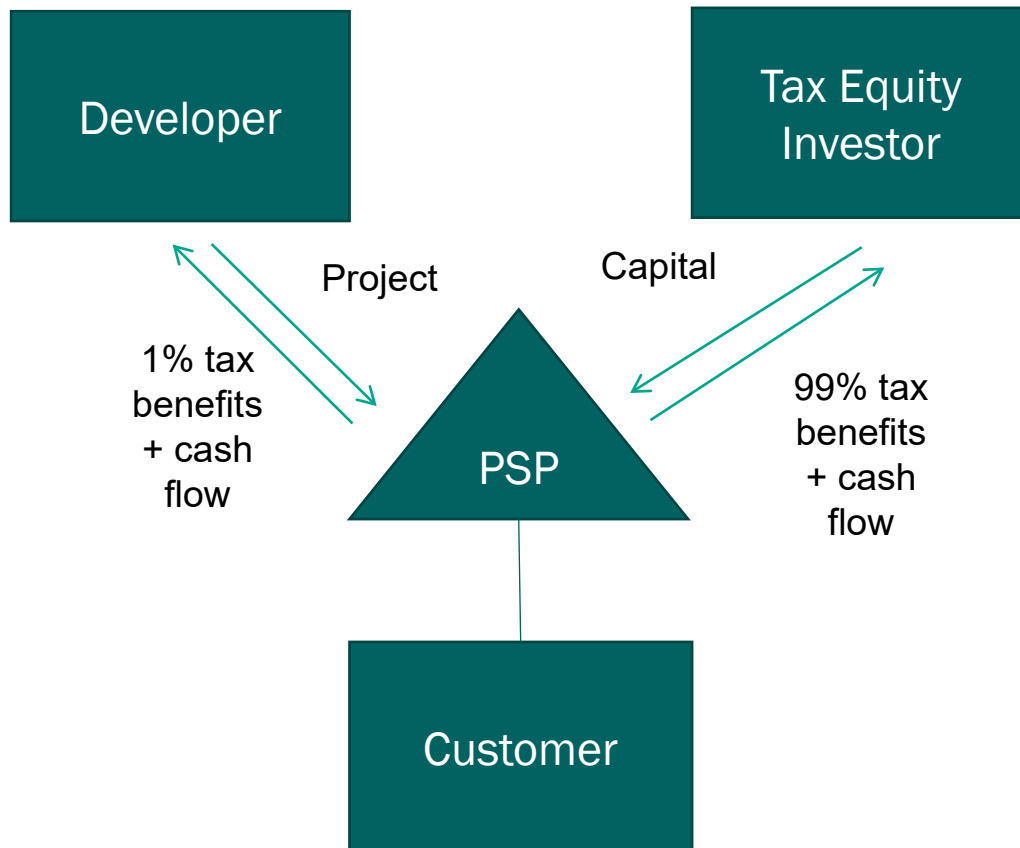 Developer
Tax Equity
Investor
Project
Capital
1% tax
benefits
+ cash
flow
99% tax
benefits
+ cash
flow
PSP
Customer